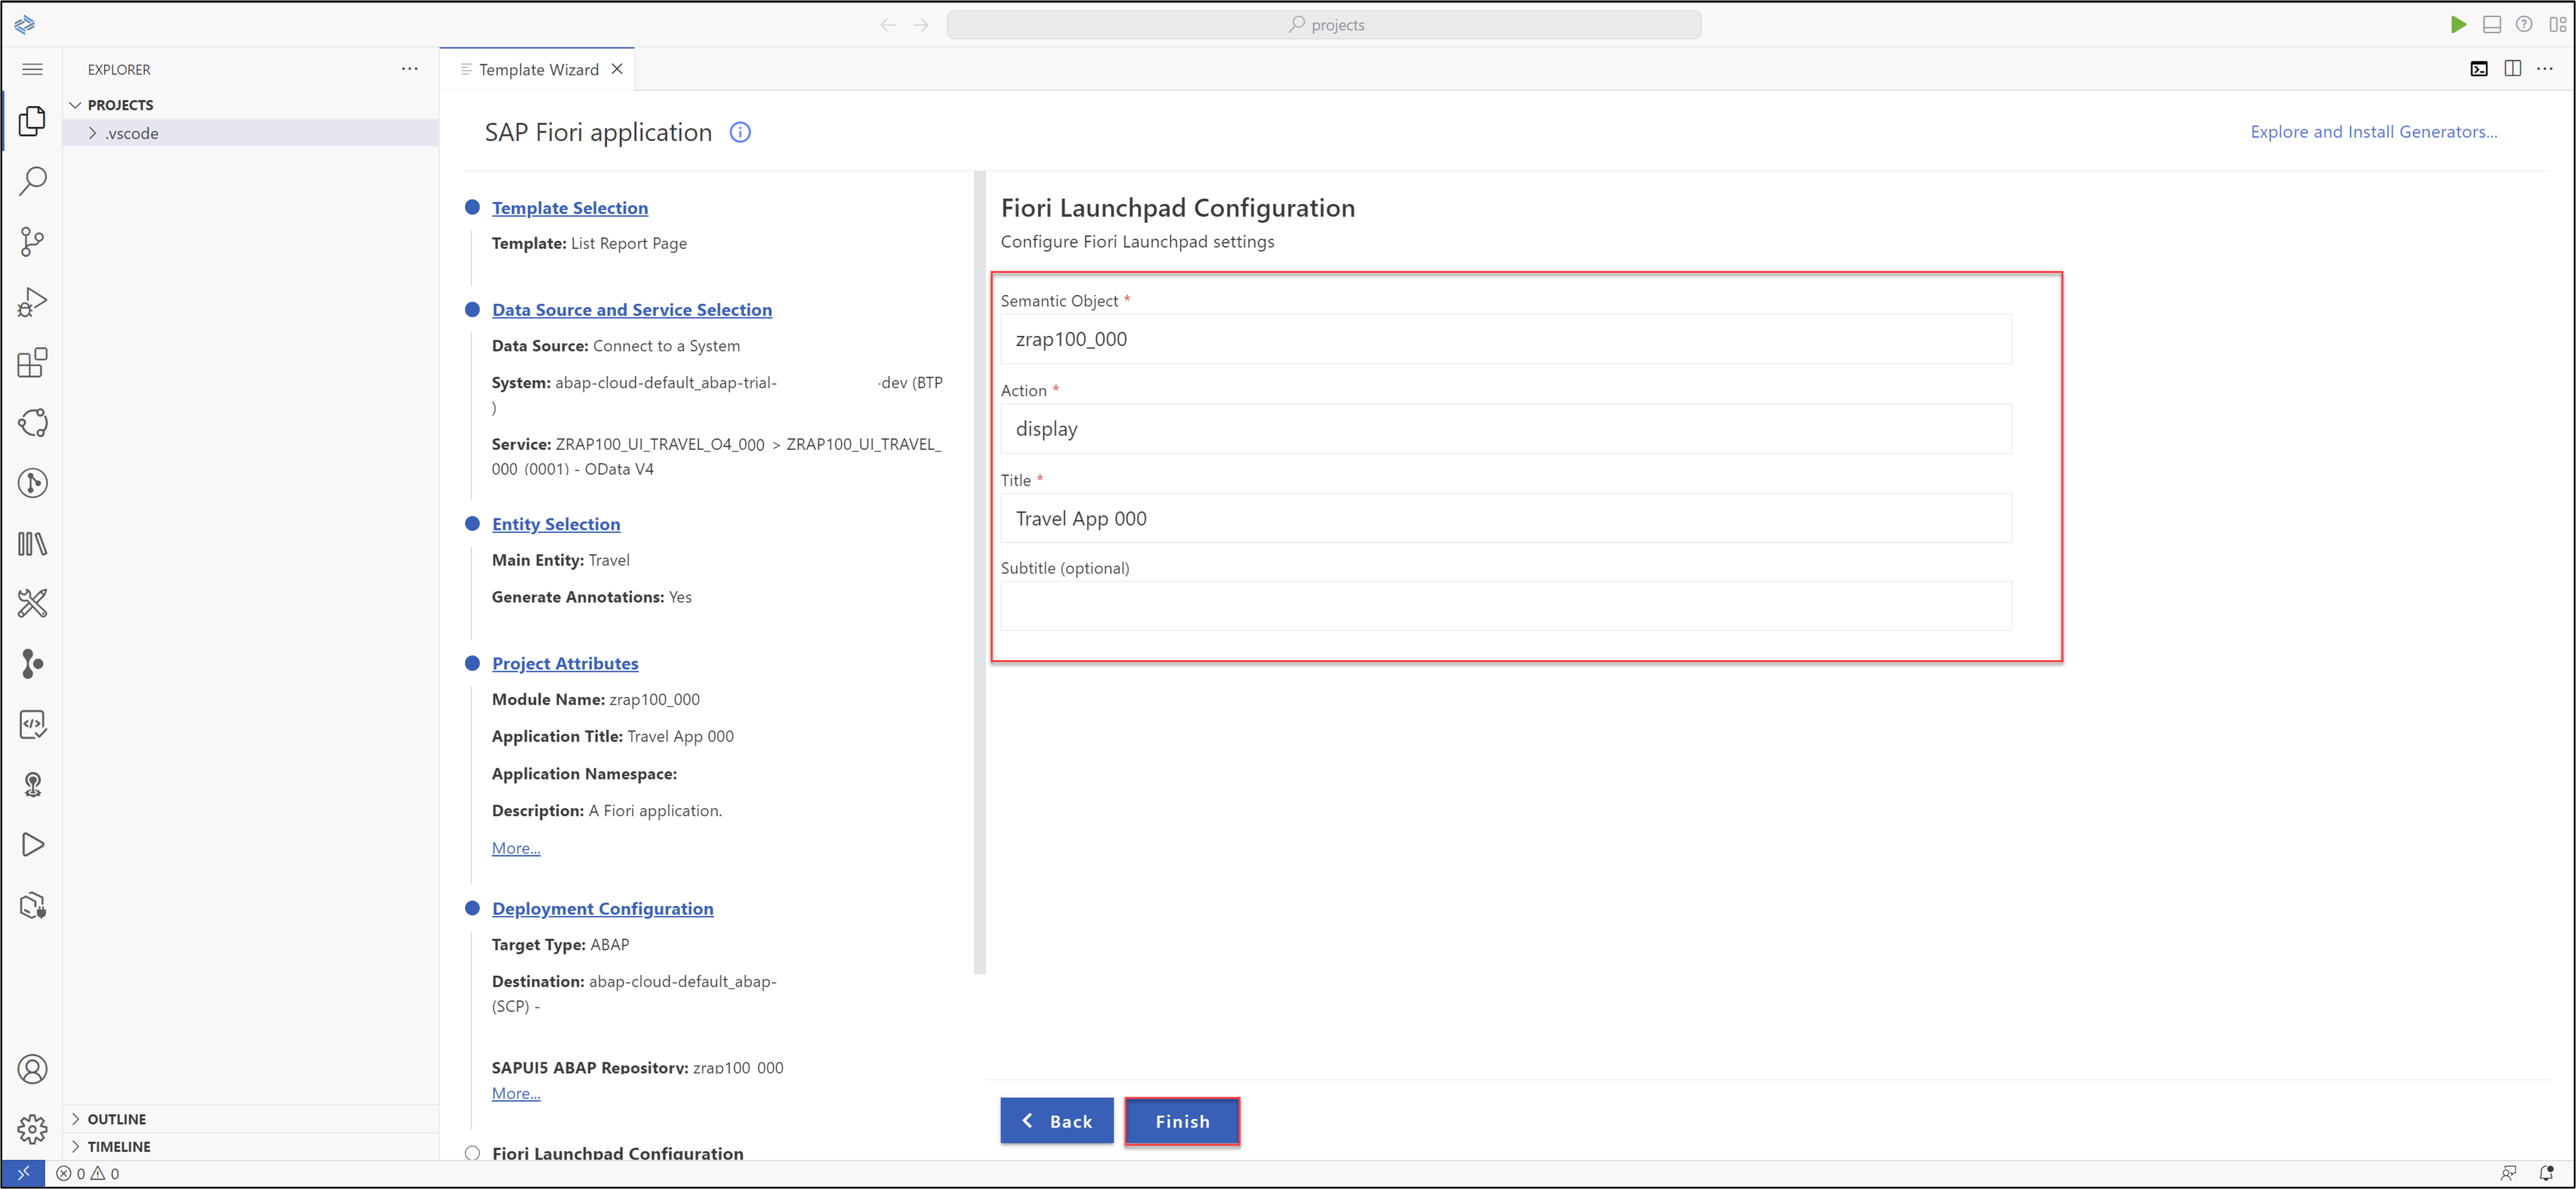 projects
EXPLORER
PROJECTS
.vscode
OUTLINE
TIMELINE
Template Wizard
SAP Fiori application
Explore and Install Generators...
Template Selection
Template: List Report Page
Data Source and Service Selection
Data Source: Connect to a System
System: abap-cloud-default_abap-trial- -dev (BTP
)
Service: ZRAP100_UI_TRAVEL_O4_000 > ZRAP100_UI_TRAVEL_
000 (0001) - OData V4
Entity Selection
Main Entity: Travel
Generate Annotations: Yes
Project Attributes
Module Name: zrap100_000
Application Title: Travel App 000
Application Namespace:
Description: A Fiori application.
More...
Deployment Configuration
Target Type: ABAP
Destination: abap-cloud-default_abap-
(SCP) -
SAPUI5 ABAP Repository: zrap100_000
More...
Fiori Launchpad Configuration
Fiori Launchpad Configuration
Configure Fiori Launchpad settings
Semantic Object *
zrap100_000
Action *
display
Title *
Travel App 000
Subtitle (optional)
Back
Finish
0 0